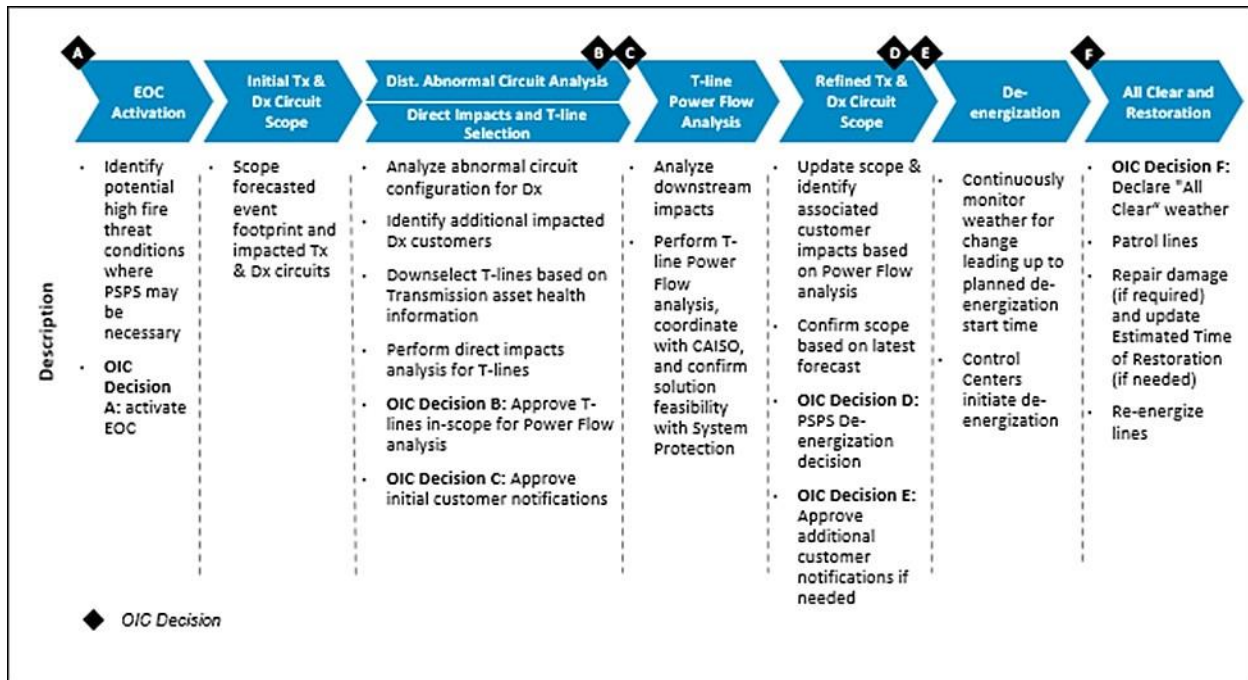 A
B
C
D
E
F
EOC
Activation
Initial Tx &
Dx Circuit
Scope
Dist. Abnormal Circuit Analysis
Direct Impacts and T-line
Selection
T-line
Power Flow
Analysis
Refined Tx &
Dx Circuit
Scope
De-
energization
All Clear and
Restoration
Description
• Identify
potential
high fire
threat
conditions
where
PSPS may
be
necessary
• OIC
Decision
A: activate
EOC
• Scope
forecasted
event
footprint and
impacted Tx
& Dx circuits
• Analyze abnormal circuit
configuration for Dx
• Identify additional impacted
Dx customers
• Downselect T-lines based on
Transmission asset health
information
• Perform direct impacts
analysis for T-lines
• OIC Decision B: Approve T-
lines in-scope for Power Flow
analysis
• OIC Decision C: Approve
initial customer notifications
• Analyze
downstream
impacts
• Perform T-
line Power
Flow
analysis,
coordinate
with CAISO,
and confirm
solution
feasibility
with System
Protection
• Update scope &
identify
associated
customer
impacts based
on Power Flow
analysis
• Confirm scope
based on latest
forecast
• OIC Decision D:
PSPS De-
energization
decision
• OIC Decision E:
Approve
additional
customer
notifications if
needed
• Continuously
monitor
weather for
change
leading up to
planned de-
energization
start time
• Control
Centers
initiate de-
energization
• OIC Decision F:
Declare "All
Clear“ weather
• Patrol lines
• Repair damage
(if required)
and update
Estimated Time
of Restoration
(if needed)
• Re-energize
lines
OIC Decision